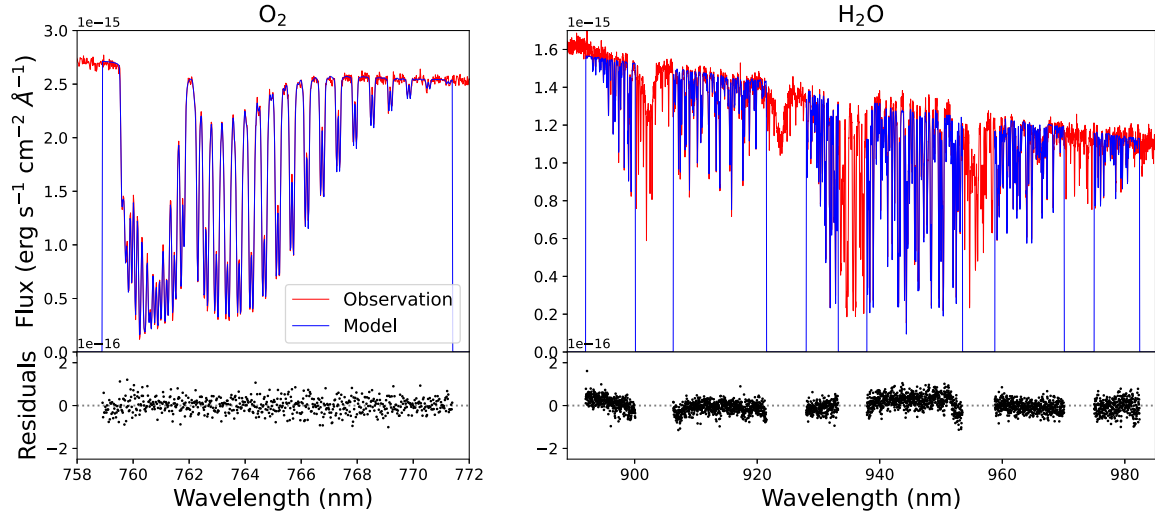 O₂
1e−15
Flux (erg s⁻¹ cm⁻² Å⁻¹)
3.0
2.5
2.0
1.5
1.0
0.5
0.0
Observation
Model
1e−16
Residuals
2
0
−2
758 760 762 764 766 768 770 772
Wavelength (nm)
H₂O
1e−15
1.6
1.4
1.2
1.0
0.8
0.6
0.4
0.2
0.0
1e−16
2
0
−2
900 920 940 960 980
Wavelength (nm)